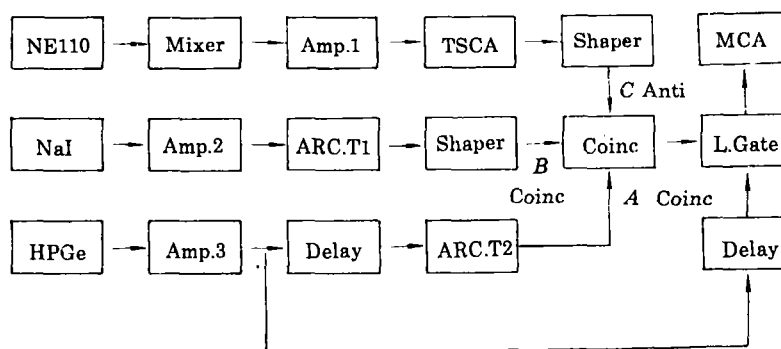 NE110 Mixer Amp.1 TSCA Shaper MCA
C Anti
NaI Amp.2 ARC.T1 Shaper Coinc L.Gate
B
Coinc A Coinc
HPGe Amp.3 Delay ARC.T2 Delay